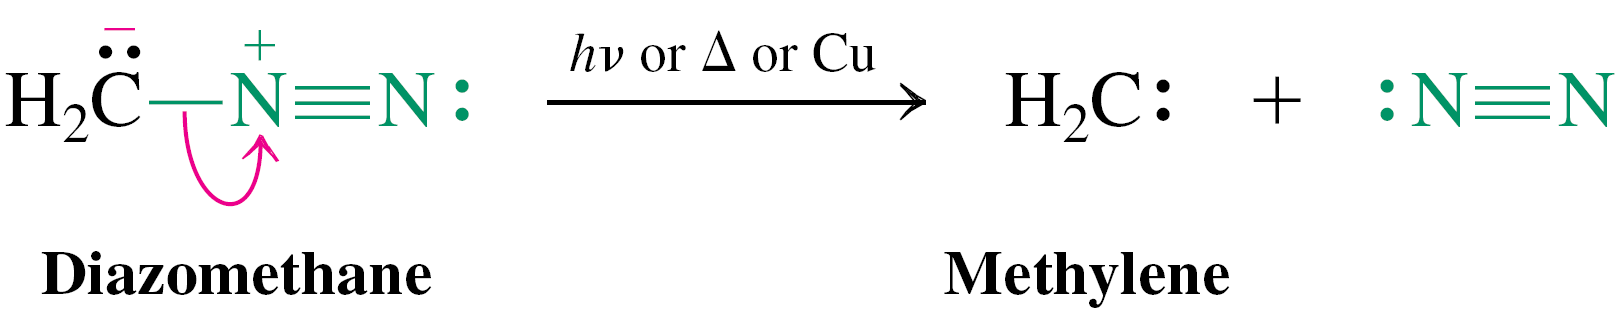 hν or Δ or Cu
H₂C̈⁻—N⁺≡N: ⟶ H₂C: + :N≡N
Diazomethane Methylene